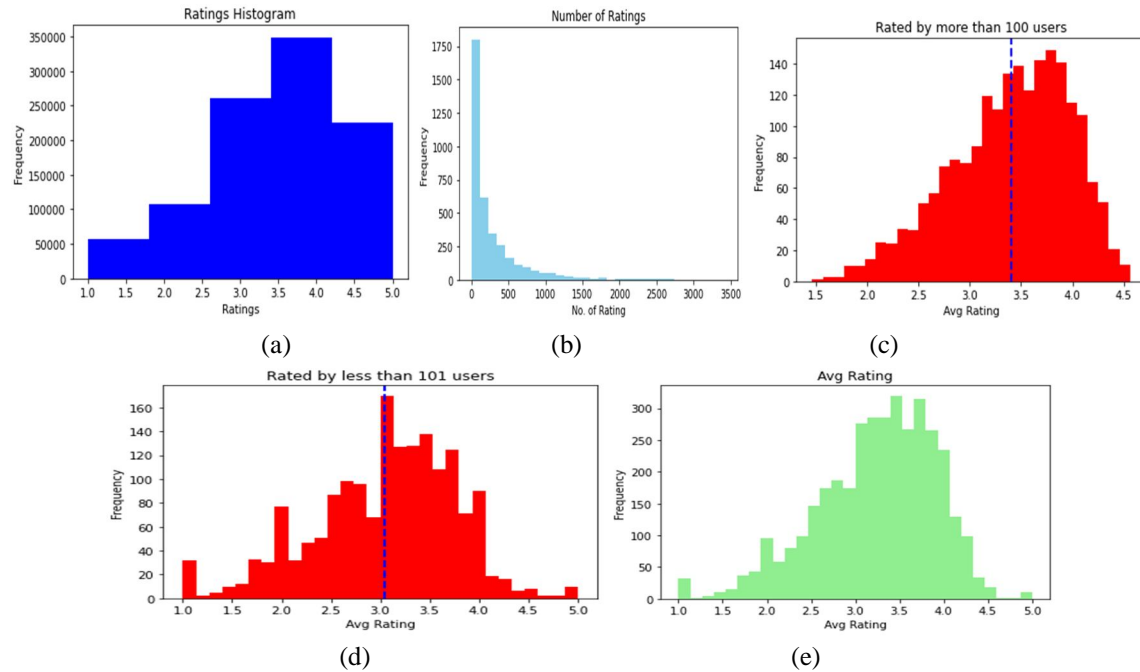 Ratings Histogram
350000
300000
250000
200000
150000
100000
50000
0
Frequency
1.0 1.5 2.0 2.5 3.0 3.5 4.0 4.5 5.0
Ratings
(a)
Number of Ratings
1750
1500
1250
1000
750
500
250
0
Frequency
0 500 1000 1500 2000 2500 3000 3500
No. of Rating
(b)
Rated by more than 100 users
140
120
100
80
60
40
20
0
Frequency
1.5 2.0 2.5 3.0 3.5 4.0 4.5
Avg Rating
(c)
Rated by less than 101 users
160
140
120
100
80
60
40
20
0
Frequency
1.0 1.5 2.0 2.5 3.0 3.5 4.0 4.5 5.0
Avg Rating
(d)
Avg Rating
300
250
200
150
100
50
0
Frequency
1.0 1.5 2.0 2.5 3.0 3.5 4.0 4.5 5.0
Avg Rating
(e)